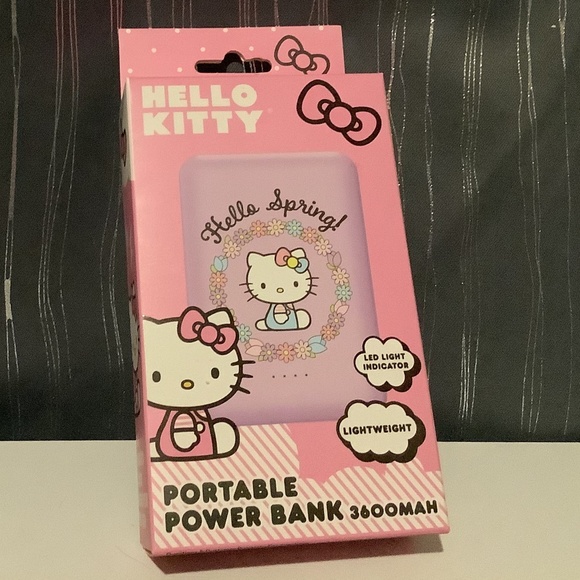 HELLO
KITTY
Hello Spring!
LED LIGHT
INDICATOR
LIGHTWEIGHT
PORTABLE
POWER BANK 3600MAH